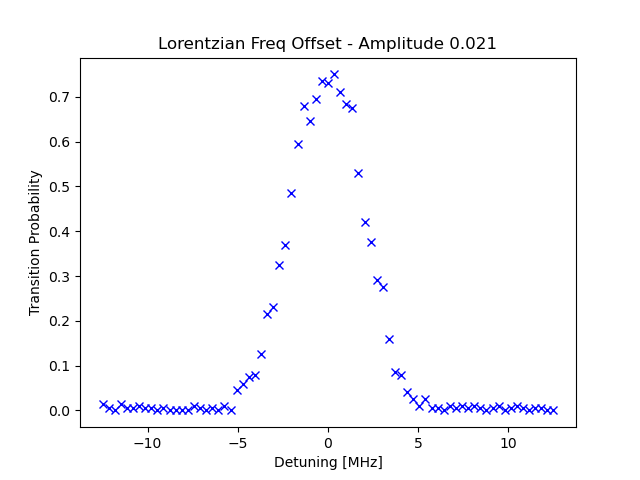 Lorentzian Freq Offset - Amplitude 0.021
Transition Probability
0.7
0.6
0.5
0.4
0.3
0.2
0.1
0.0
−10 −5 0 5 10
Detuning [MHz]